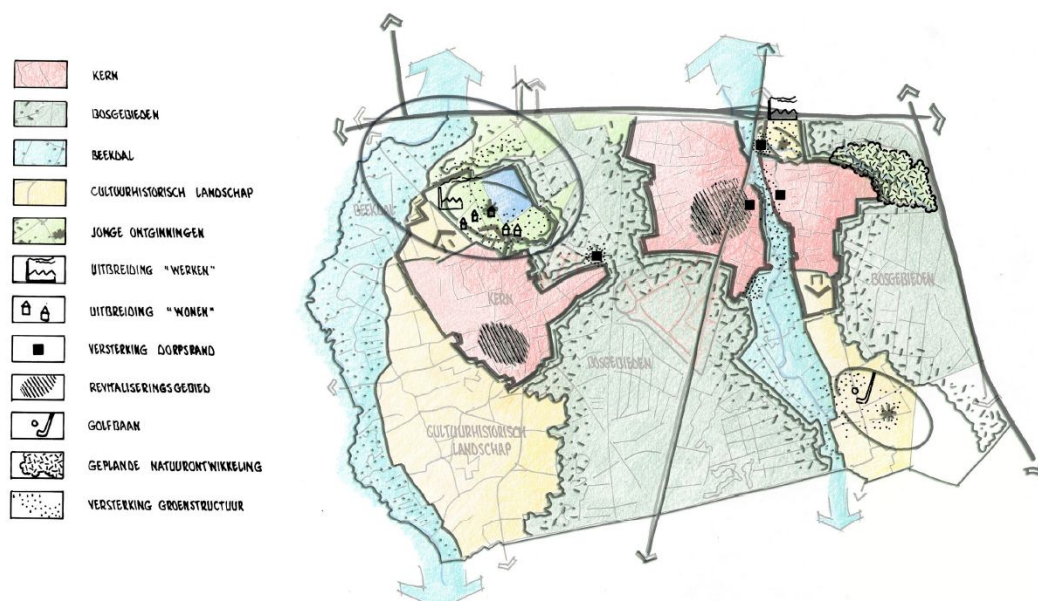 KERN
BOSGEBIEDEN
BEEKDAL
CULTUURHISTORISCH LANDSCHAP
JONGE ONTGINNINGEN
UITBREIDING "WERKEN"
UITBREIDING "WONEN"
VERSTERKING DORPSRAND
REVITALISERINGSGEBIED
GOLFBAAN
GEPLANDE NATUURONTWIKKELING
VERSTERKING GROENSTRUCTUUR
BEEKDAL
KERN
BOSGEBIEDEN
BOSGEBIEDEN
CULTUURHISTORISCH
LANDSCHAP